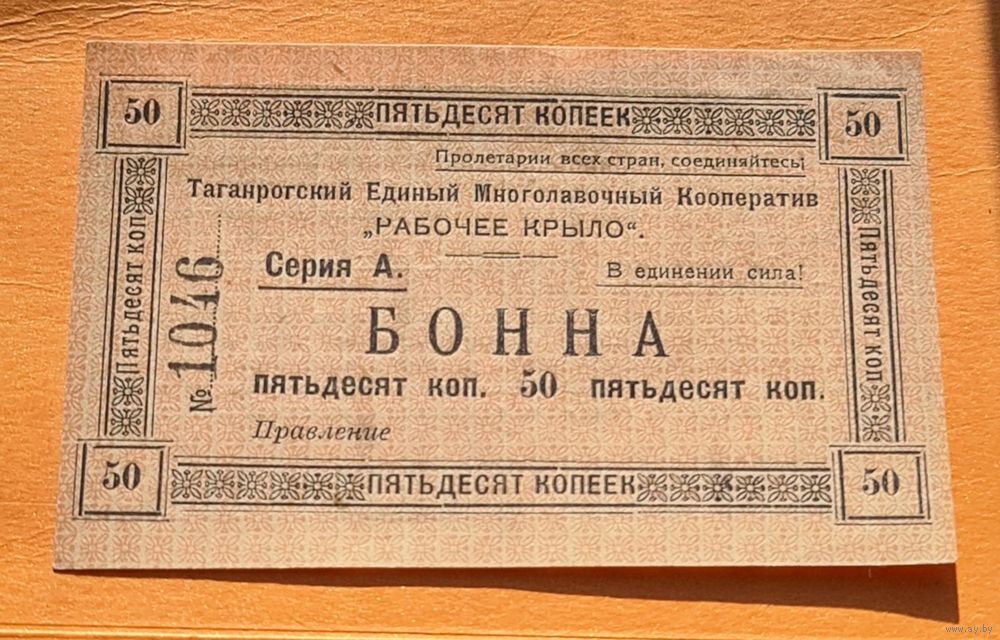 50 ПЯТЬДЕСЯТ КОПЕЕК 50
Пролетарии всех стран, соединяйтесь!
Таганрогский Единый Многолавочный Кооператив
„РАБОЧЕЕ КРЫЛО“.
Серия А.
В единении сила!
БОННА
пятьдесят коп. 50 пятьдесят коп.
Правление
№ 1046
Пятьдесят коп
Пятьдесят коп
50 ПЯТЬДЕСЯТ КОПЕЕК 50
www.ay.by